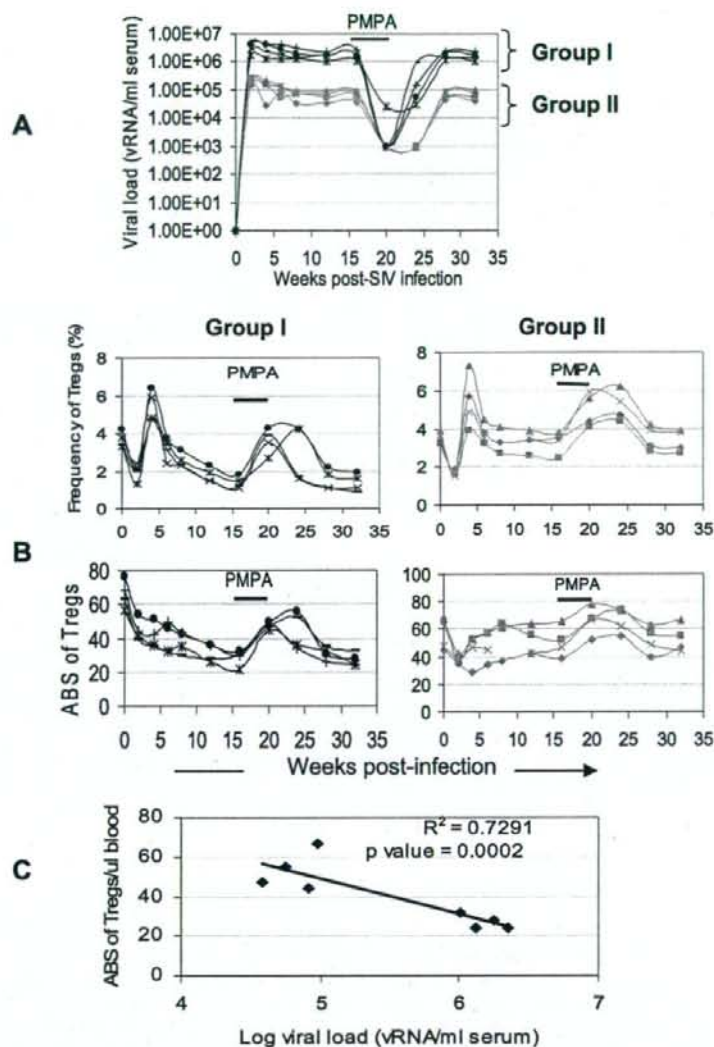 PMPA
1.00E+07
1.00E+06
1.00E+05
1.00E+04
1.00E+03
1.00E+02
1.00E+01
1.00E+00
Viral load (vRNA/ml serum)
0 5 10 15 20 25 30 35
Weeks post-SIV infection
Group I
Group II
A
Group I
Group II
Frequency of Tregs (%)
8
6
4
2
0
PMPA
0 5 10 15 20 25 30 35
8
6
4
2
0
PMPA
0 5 10 15 20 25 30 35
B
ABS of Tregs
80
60
40
20
0
PMPA
0 5 10 15 20 25 30 35
100
80
60
40
20
0
PMPA
0 5 10 15 20 25 30 35
Weeks post-infection
C
ABS of Tregs/ul blood
80
60
40
20
0
R² = 0.7291
p value = 0.0002
4 5 6 7
Log viral load (vRNA/ml serum)